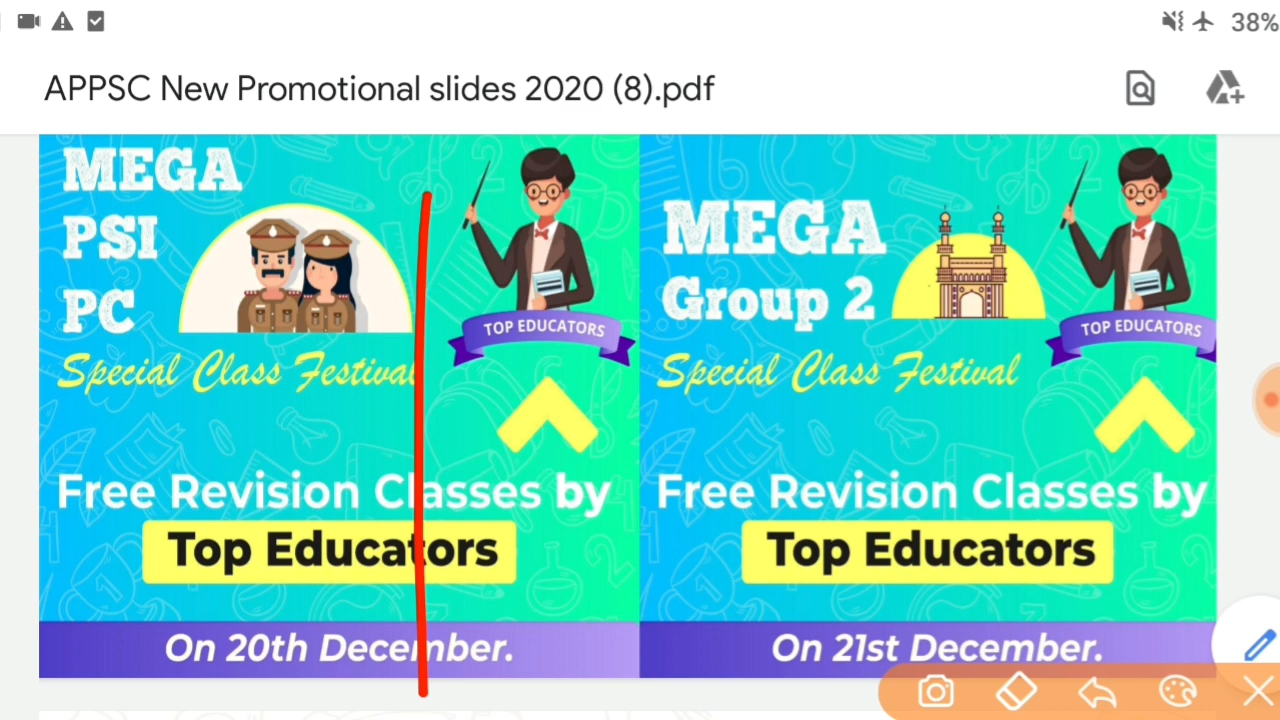 38%
APPSC New Promotional slides 2020 (8).pdf
MEGA
PSI
PC
Special Class Festival
TOP EDUCATORS
Free Revision Classes by
Top Educators
On 20th December.
MEGA
Group 2
Special Class Festival
TOP EDUCATORS
Free Revision Classes by
Top Educators
On 21st December.